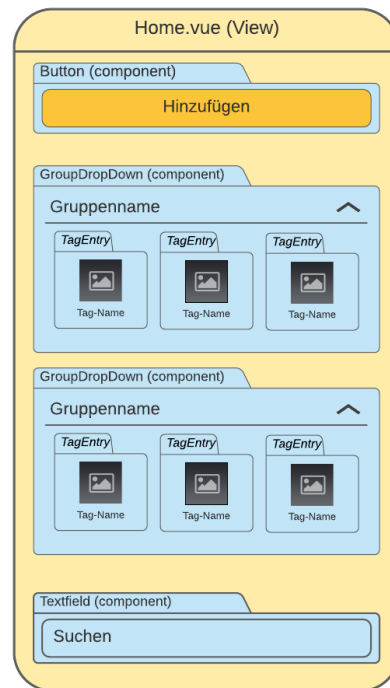 Home.vue (View)
Button (component)
Hinzufügen
GroupDropDown (component)
Gruppenname
TagEntry TagEntry TagEntry
Tag-Name Tag-Name Tag-Name
GroupDropDown (component)
Gruppenname
TagEntry TagEntry TagEntry
Tag-Name Tag-Name Tag-Name
Textfield (component)
Suchen